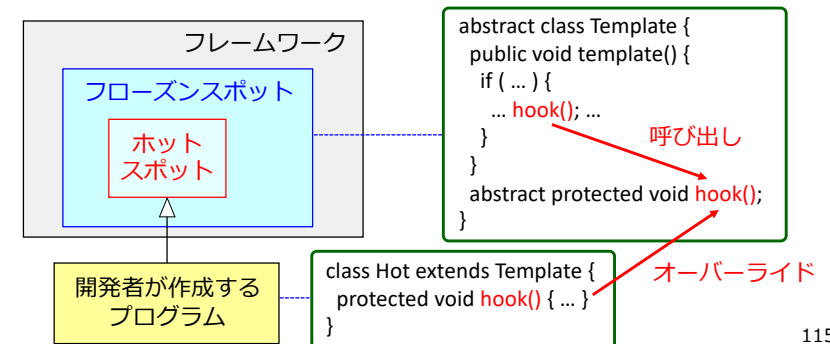 フレームワーク
フローズンスポット
ホット
スポット
開発者が作成する
プログラム
abstract class Template {
public void template() {
if ( … ) {
… hook(); …
}
}
abstract protected void hook();
}
呼び出し
オーバーライド
class Hot extends Template {
protected void hook() { … }
}
115